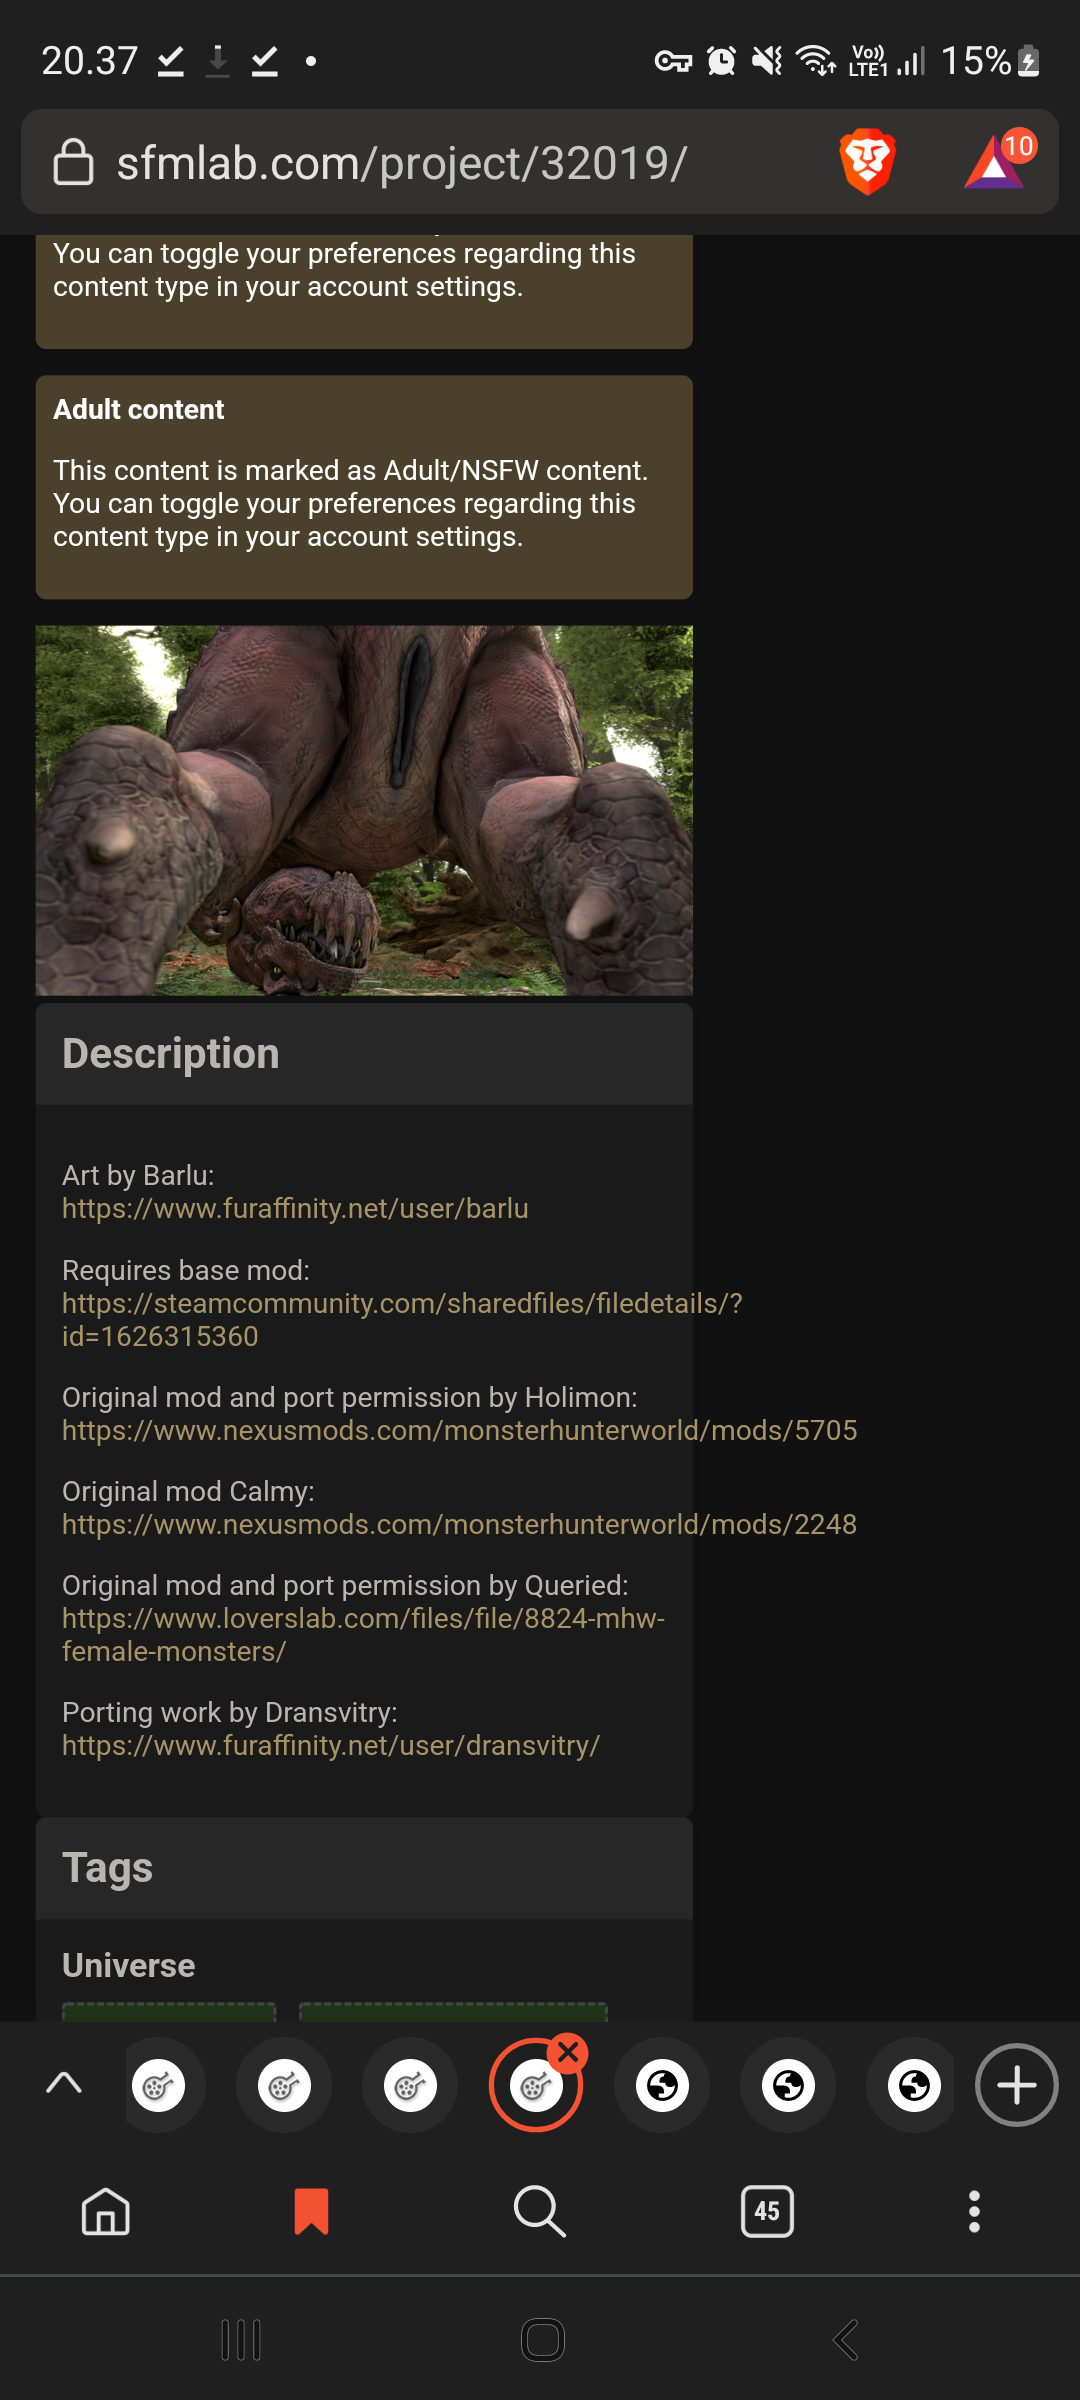 20.37
Vo))
LTE1
15%
sfmlab.com/project/32019/
10
You can toggle your preferences regarding this
content type in your account settings.
Adult content
This content is marked as Adult/NSFW content.
You can toggle your preferences regarding this
content type in your account settings.
Description
Art by Barlu:
https://www.furaffinity.net/user/barlu
Requires base mod:
https://steamcommunity.com/sharedfiles/filedetails/?
id=1626315360
Original mod and port permission by Holimon:
https://www.nexusmods.com/monsterhunterworld/mods/5705
Original mod Calmy:
https://www.nexusmods.com/monsterhunterworld/mods/2248
Original mod and port permission by Queried:
https://www.loverslab.com/files/file/8824-mhw-
female-monsters/
Porting work by Dransvitry:
https://www.furaffinity.net/user/dransvitry/
Tags
Universe
45